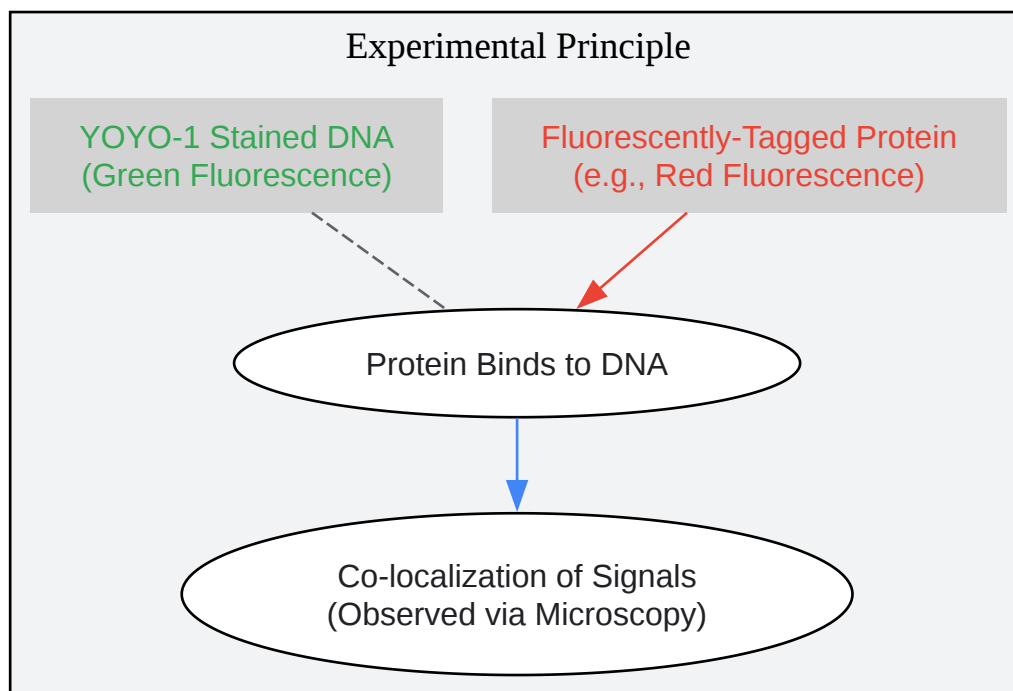 Experimental Principle
YOYO-1 Stained DNA
(Green Fluorescence)
Fluorescently-Tagged Protein
(e.g., Red Fluorescence)
Protein Binds to DNA
Co-localization of Signals
(Observed via Microscopy)